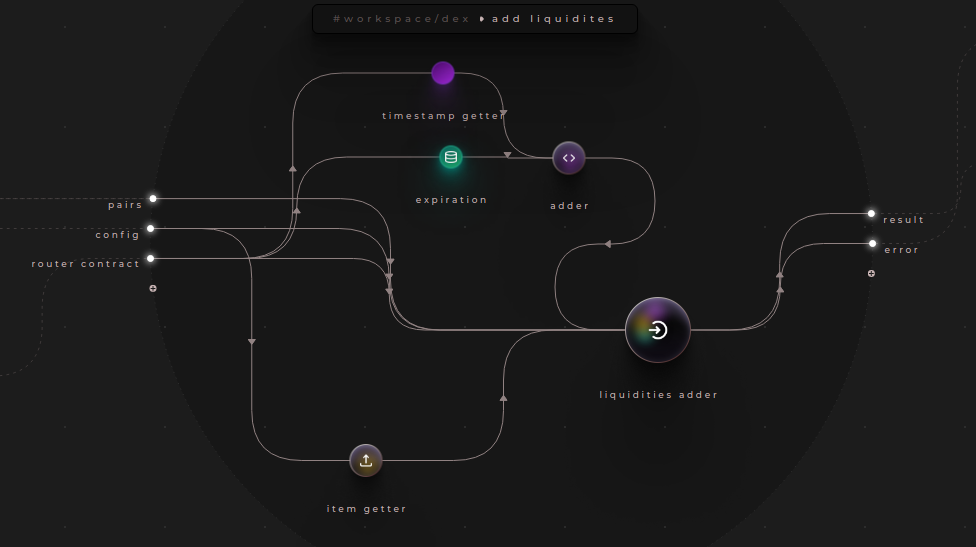 #workspace/dex add liquidites
timestamp getter
expiration
adder
pairs
config
router contract
result
error
liquidities adder
item getter